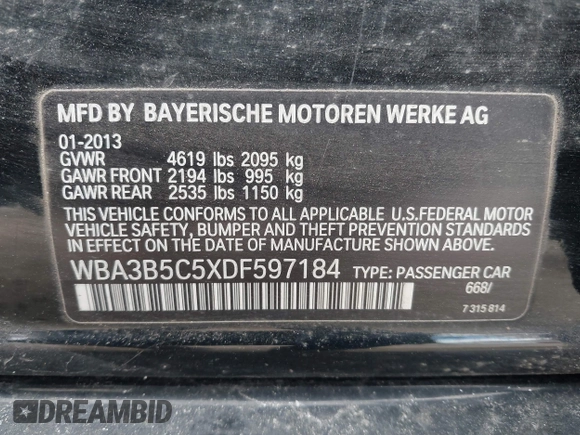 MFD BY BAYERISCHE MOTOREN WERKE AG
01-2013
GVWR 4619 lbs 2095 kg
GAWR FRONT 2194 lbs 995 kg
GAWR REAR 2535 lbs 1150 kg
THIS VEHICLE CONFORMS TO ALL APPLICABLE U.S.FEDERAL MOTOR
VEHICLE SAFETY, BUMPER AND THEFT PREVENTION STANDARDS IN
EFFECT ON THE DATE OF MANUFACTURE SHOWN ABOVE.
WBA3B5C5XDF597184 TYPE: PASSENGER CAR
668/
7 315 814
DREAMBID